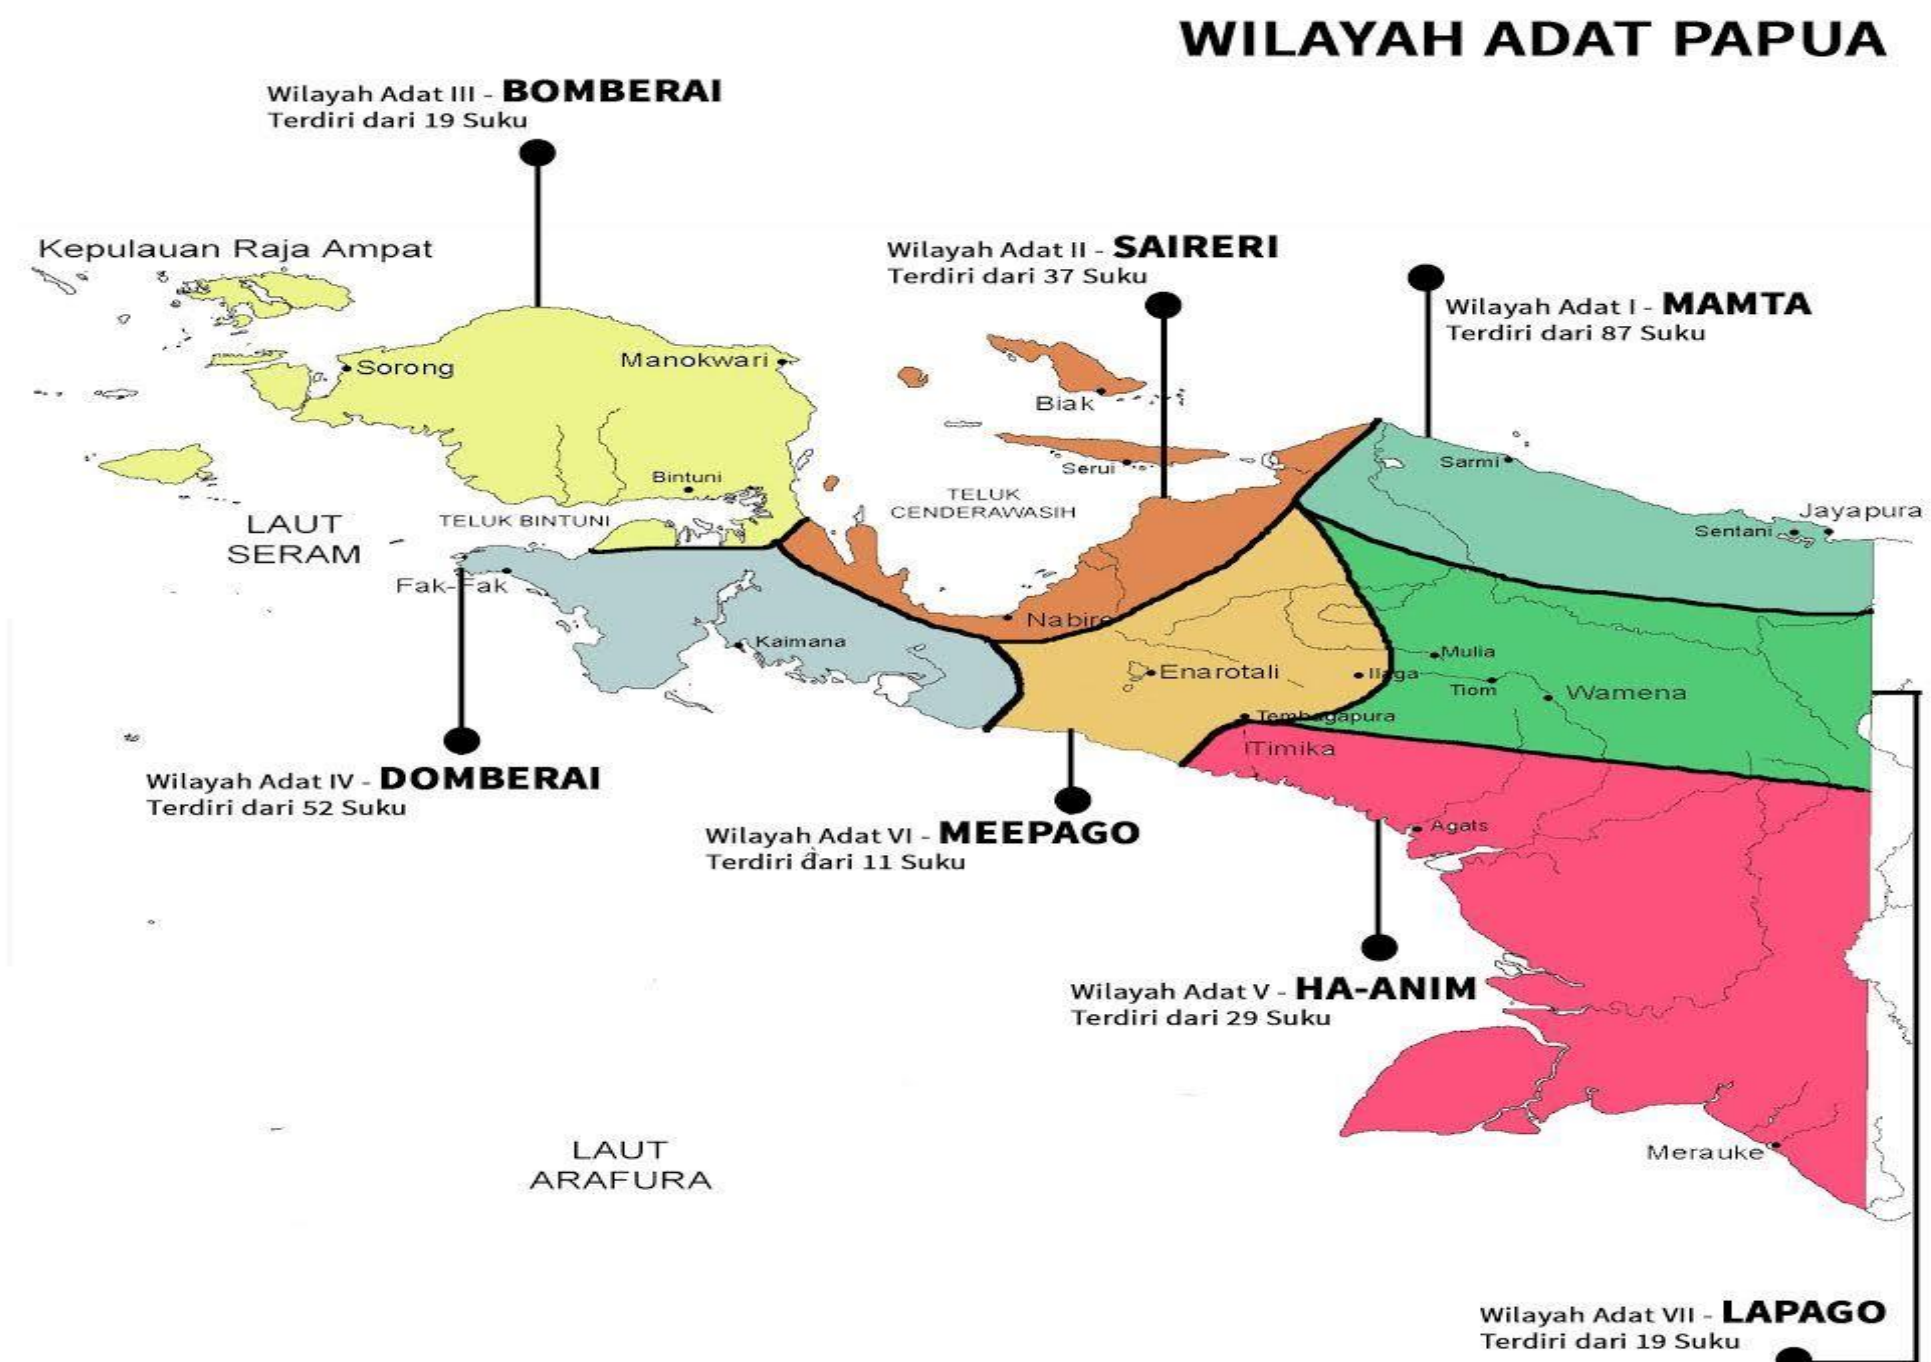 WILAYAH ADAT PAPUA
Wilayah Adat III - BOMBERAI
Terdiri dari 19 Suku
Kepulauan Raja Ampat
Wilayah Adat II - SAIRERI
Terdiri dari 37 Suku
Wilayah Adat I - MAMTA
Terdiri dari 87 Suku
Sorong
Manokwari
Biak
Serui
Sarmi
Bintuni
TELUK
CENDERAWASIH
TELUK BINTUNI
LAUT
SERAM
Jayapura
Sentani
Fak-Fak
Nabire
Kaimana
Enarotali
Ilaga
Mulia
Tiom
Wamena
Tembagapura
Timika
Wilayah Adat IV - DOMBERAI
Terdiri dari 52 Suku
Wilayah Adat VI - MEEPAGO
Terdiri dari 11 Suku
Agats
Wilayah Adat V - HA-ANIM
Terdiri dari 29 Suku
LAUT
ARAFURA
Merauke
Wilayah Adat VII - LAPAGO
Terdiri dari 19 Suku